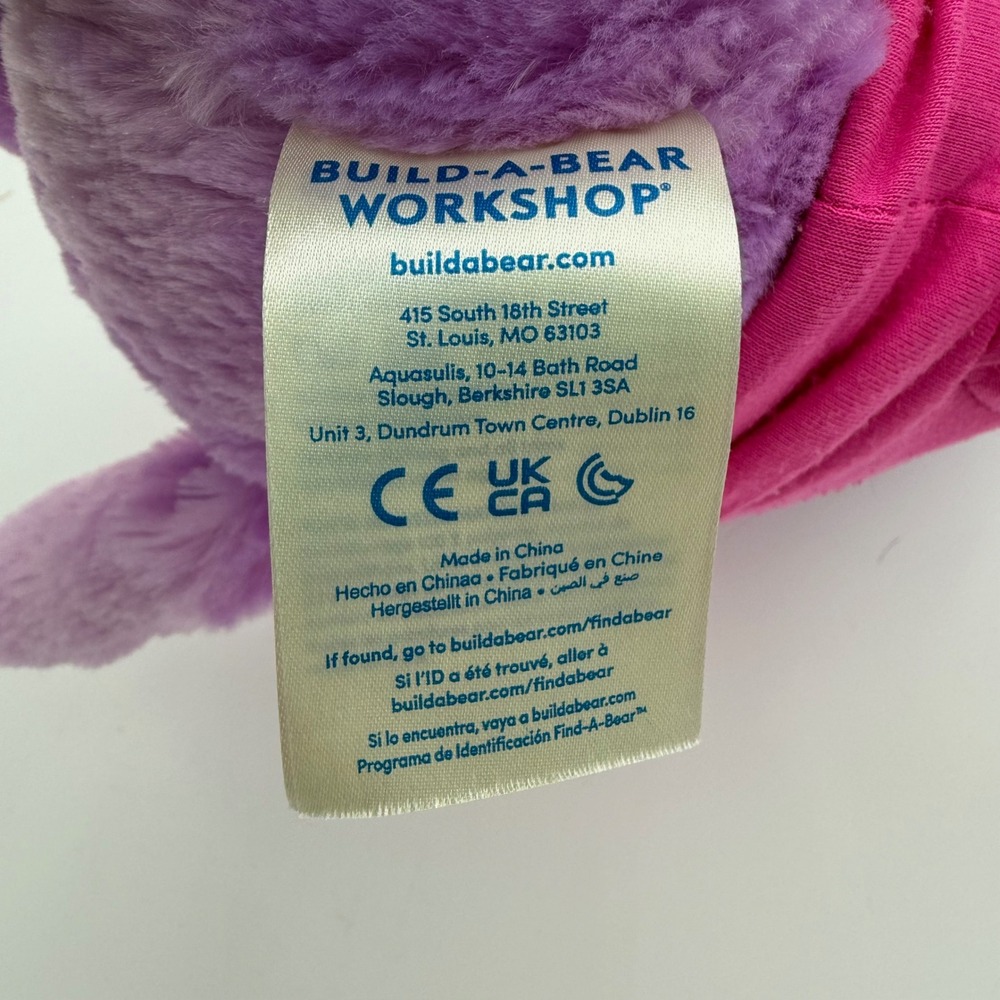 BUILD-A-BEAR
WORKSHOP®
buildabear.com
415 South 18th Street
St. Louis, MO 63103
Aquasulis, 10-14 Bath Road
Slough, Berkshire SL1 3SA
Unit 3, Dundrum Town Centre, Dublin 16
CE UK
CA
Made in China
Hecho en Chinaa • Fabriqué en Chine
Hergestellt in China • صنع في الصين
If found, go to buildabear.com/findabear
Si l'ID a été trouvé, aller à
buildabear.com/findabear
Si lo encuentra, vaya a buildabear.com
Programa de Identificación Find-A-Bear™